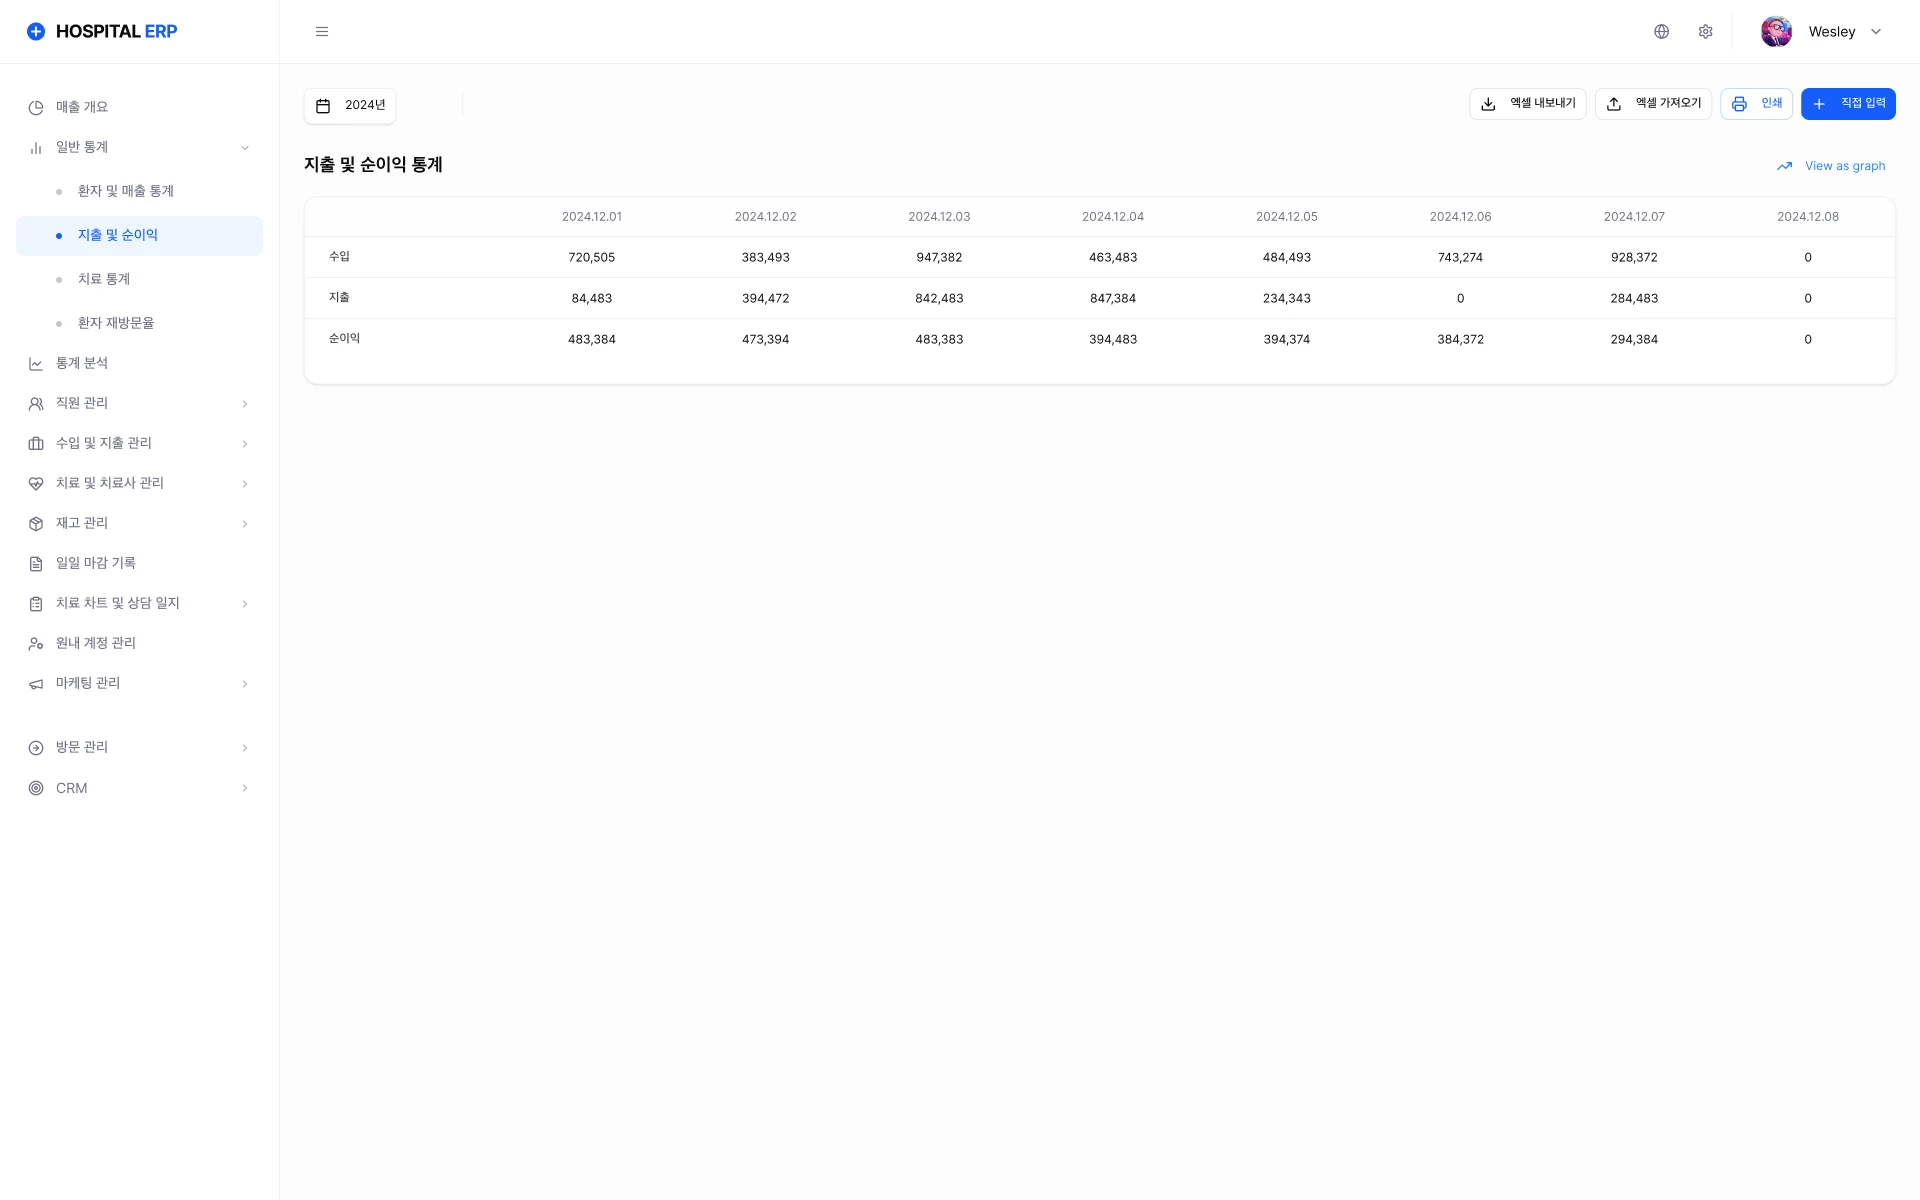 HOSPITAL ERP
Wesley
매출 개요
일반 통계
환자 및 매출 통계
지출 및 순이익
치료 통계
환자 재방문율
통계 분석
직원 관리
수입 및 지출 관리
치료 및 치료사 관리
재고 관리
일일 마감 기록
치료 차트 및 상담 일지
원내 계정 관리
마케팅 관리
방문 관리
CRM
2024년
엑셀 내보내기
엑셀 가져오기
인쇄
직접 입력
지출 및 순이익 통계
View as graph
2024.12.01 2024.12.02 2024.12.03 2024.12.04 2024.12.05 2024.12.06 2024.12.07 2024.12.08
수입 720,505 383,493 947,382 463,483 484,493 743,274 928,372 0
지출 84,483 394,472 842,483 847,384 234,343 0 284,483 0
순이익 483,384 473,394 483,383 394,483 394,374 384,372 294,384 0